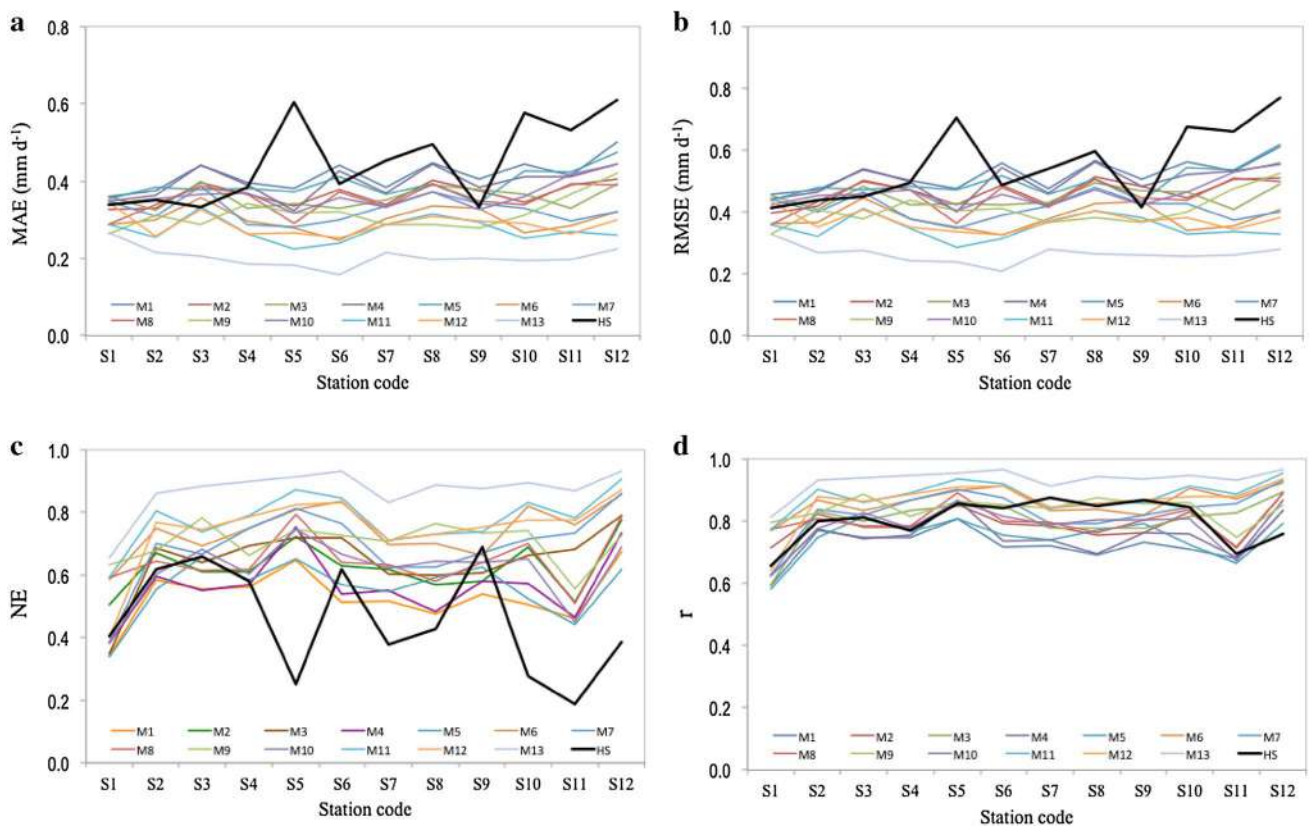 a
MAE (mm d-1)
0.8
0.6
0.4
0.2
0.0
M1 M2 M3 M4 M5 M6 M7
M8 M9 M10 M11 M12 M13 HS
S1 S2 S3 S4 S5 S6 S7 S8 S9 S10 S11 S12
Station code
b
RMSE (mm d-1)
1.0
0.8
0.6
0.4
0.2
0.0
M1 M2 M3 M4 M5 M6 M7
M8 M9 M10 M11 M12 M13 HS
S1 S2 S3 S4 S5 S6 S7 S8 S9 S10 S11 S12
Station code
c
NE
1.0
0.8
0.6
0.4
0.2
0.0
M1 M2 M3 M4 M5 M6 M7
M8 M9 M10 M11 M12 M13 HS
S1 S2 S3 S4 S5 S6 S7 S8 S9 S10 S11 S12
Station code
d
r
1.0
0.8
0.6
0.4
0.2
0.0
M1 M2 M3 M4 M5 M6 M7
M8 M9 M10 M11 M12 M13 HS
S1 S2 S3 S4 S5 S6 S7 S8 S9 S10 S11 S12
Station code